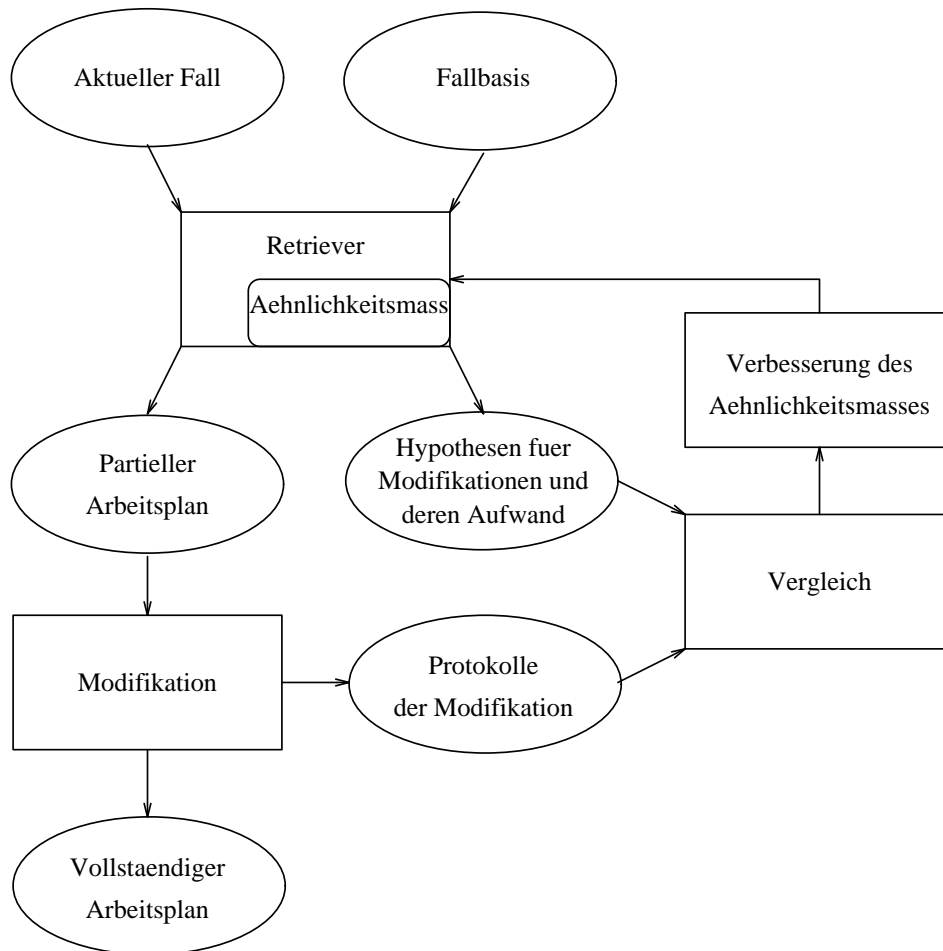 Aktueller Fall
Fallbasis
Retriever
Aehnlichkeitsmass
Verbesserung des
Aehnlichkeitsmasses
Partieller
Arbeitsplan
Hypothesen fuer
Modifikationen und
deren Aufwand
Vergleich
Modifikation
Protokolle
der Modifikation
Vollstaendiger
Arbeitsplan